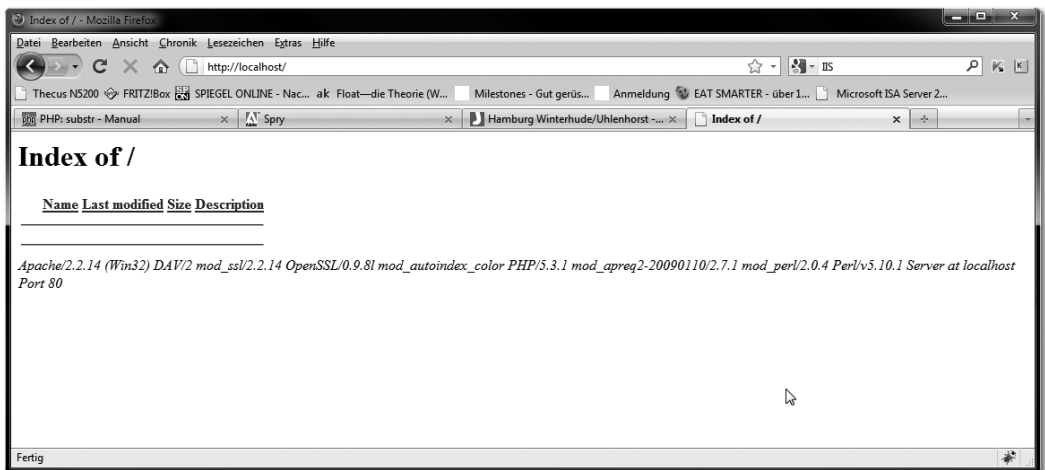 Index of / - Mozilla Firefox
Datei Bearbeiten Ansicht Chronik Lesezeichen Extras Hilfe
http://localhost/
IIS
Thecus N5200 FRITZ!Box SPIEGEL ONLINE - Nac... ak Float—die Theorie (W... Milestones - Gut gerüs... Anmeldung EAT SMARTER - über 1... Microsoft ISA Server 2...
PHP: substr - Manual Spry Hamburg Winterhude/Uhlenhorst -... Index of /
Index of /
Name Last modified Size Description
Apache/2.2.14 (Win32) DAV/2 mod_ssl/2.2.14 OpenSSL/0.9.8l mod_autoindex_color PHP/5.3.1 mod_apreq2-20090110/2.7.1 mod_perl/2.0.4 Perl/v5.10.1 Server at localhost
Port 80
Fertig